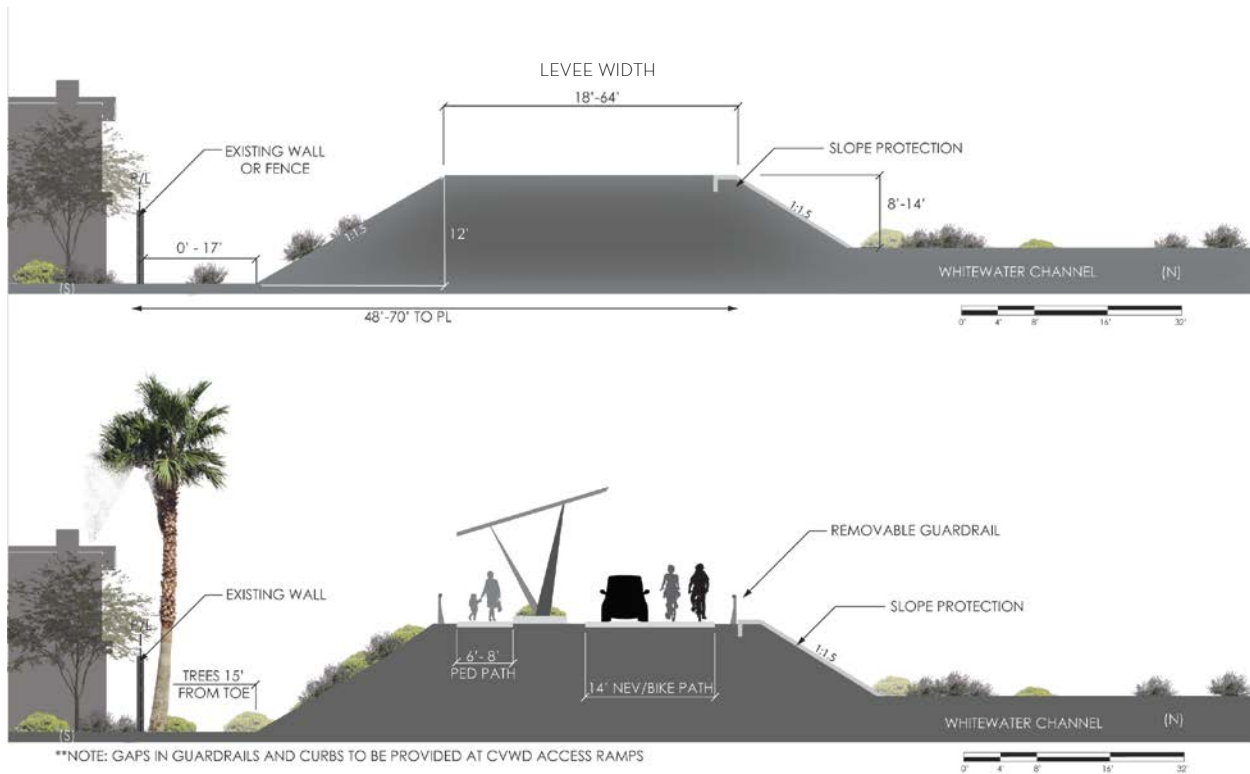 LEVEE WIDTH
18'-64'
EXISTING WALL
OR FENCE
P/L
SLOPE PROTECTION
8'-14'
1:1.5
1:1.5
12'
0' - 17'
WHITEWATER CHANNEL (N)
(S)
48'-70' TO PL
0' 4' 8' 16' 32'
REMOVABLE GUARDRAIL
EXISTING WALL
SLOPE PROTECTION
P/L
1:1.5
6'- 8'
PED PATH
TREES 15'
FROM TOE
14' NEV/BIKE PATH
WHITEWATER CHANNEL (N)
(S)
**NOTE: GAPS IN GUARDRAILS AND CURBS TO BE PROVIDED AT CVWD ACCESS RAMPS
0' 4' 8' 16' 32'